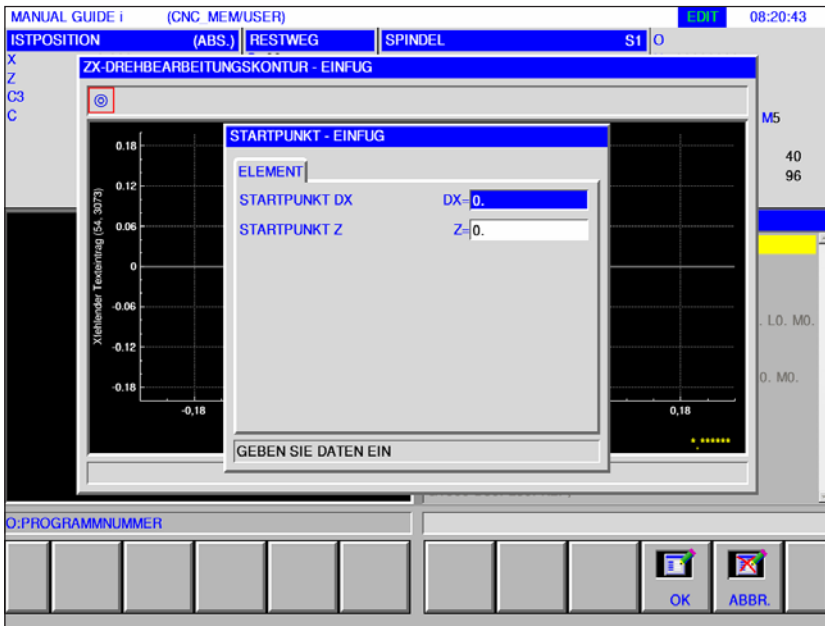 MANUAL GUIDE i (CNC_MEM/USER) EDIT 08:20:43
ISTPOSITION (ABS.) RESTWEG SPINDEL S1 O
X
Z
C3
C
M5
40
96
ZX-DREHBEARBEITUNGSKONTUR - EINFUG
STARTPUNKT - EINFUG
ELEMENT
STARTPUNKT DX DX=0.
STARTPUNKT Z Z=0.
GEBEN SIE DATEN EIN
Xlehlender Texteintrag (54, 3073)
0.18
0.12
0.06
0
-0.06
-0.12
-0.18
-0,18
0,18
*.******
. L0. M0.
0. M0.
O:PROGRAMMNUMMER
OK ABBR.